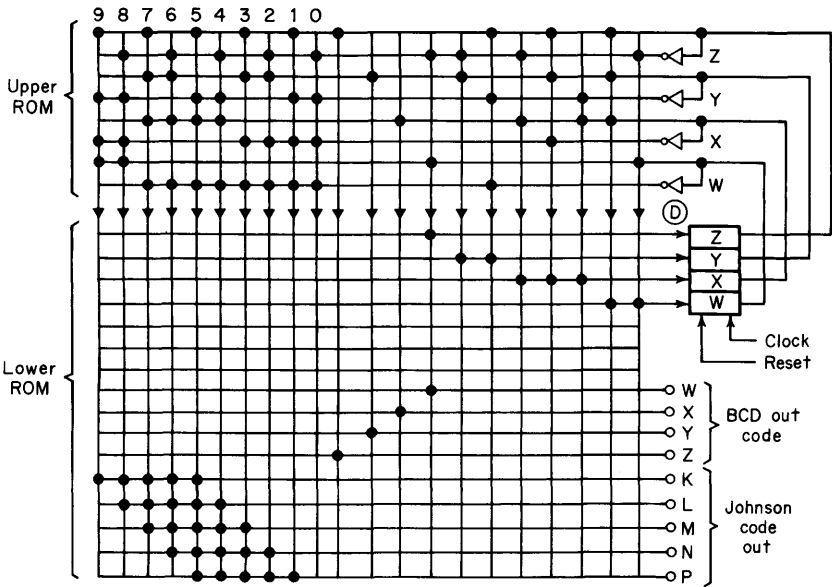 9 8 7 6 5 4 3 2 1 0
Upper
ROM
Z
Y
X
W
D
Z
Y
X
W
Clock
Reset
Lower
ROM
W
X
Y
Z
BCD out
code
K
L
M
N
P
Johnson
code
out